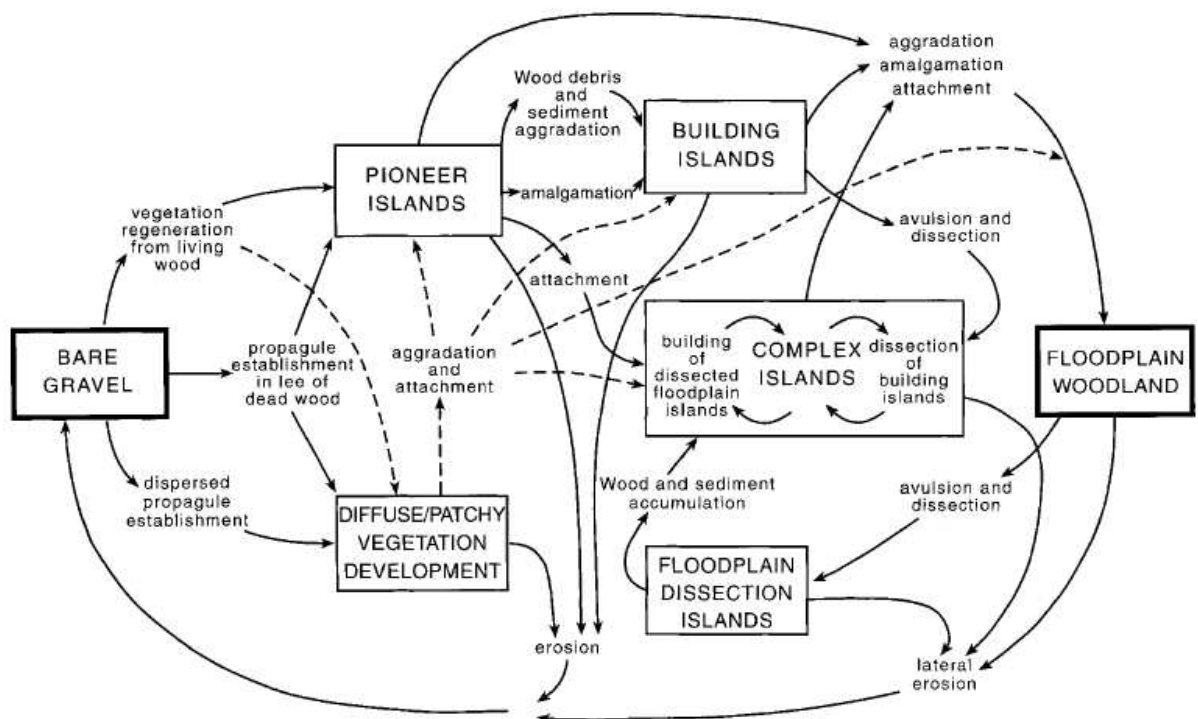 aggradation
amalgamation
attachment
Wood debris
and
sediment
aggradation
BUILDING
ISLANDS
PIONEER
ISLANDS
amalgamation
vegetation
regeneration
from living
wood
avulsion and
dissection
attachment
BARE
GRAVEL
propagule
establishment
in lee of
dead wood
aggradation
and
attachment
building
of
dissected
floodplain
islands
COMPLEX
ISLANDS
dissection
of
building
islands
FLOODPLAIN
WOODLAND
dispersed
propagule
establishment
DIFFUSE/PATCHY
VEGETATION
DEVELOPMENT
Wood and sediment
accumulation
avulsion and
dissection
FLOODPLAIN
DISSECTION
ISLANDS
erosion
lateral
erosion